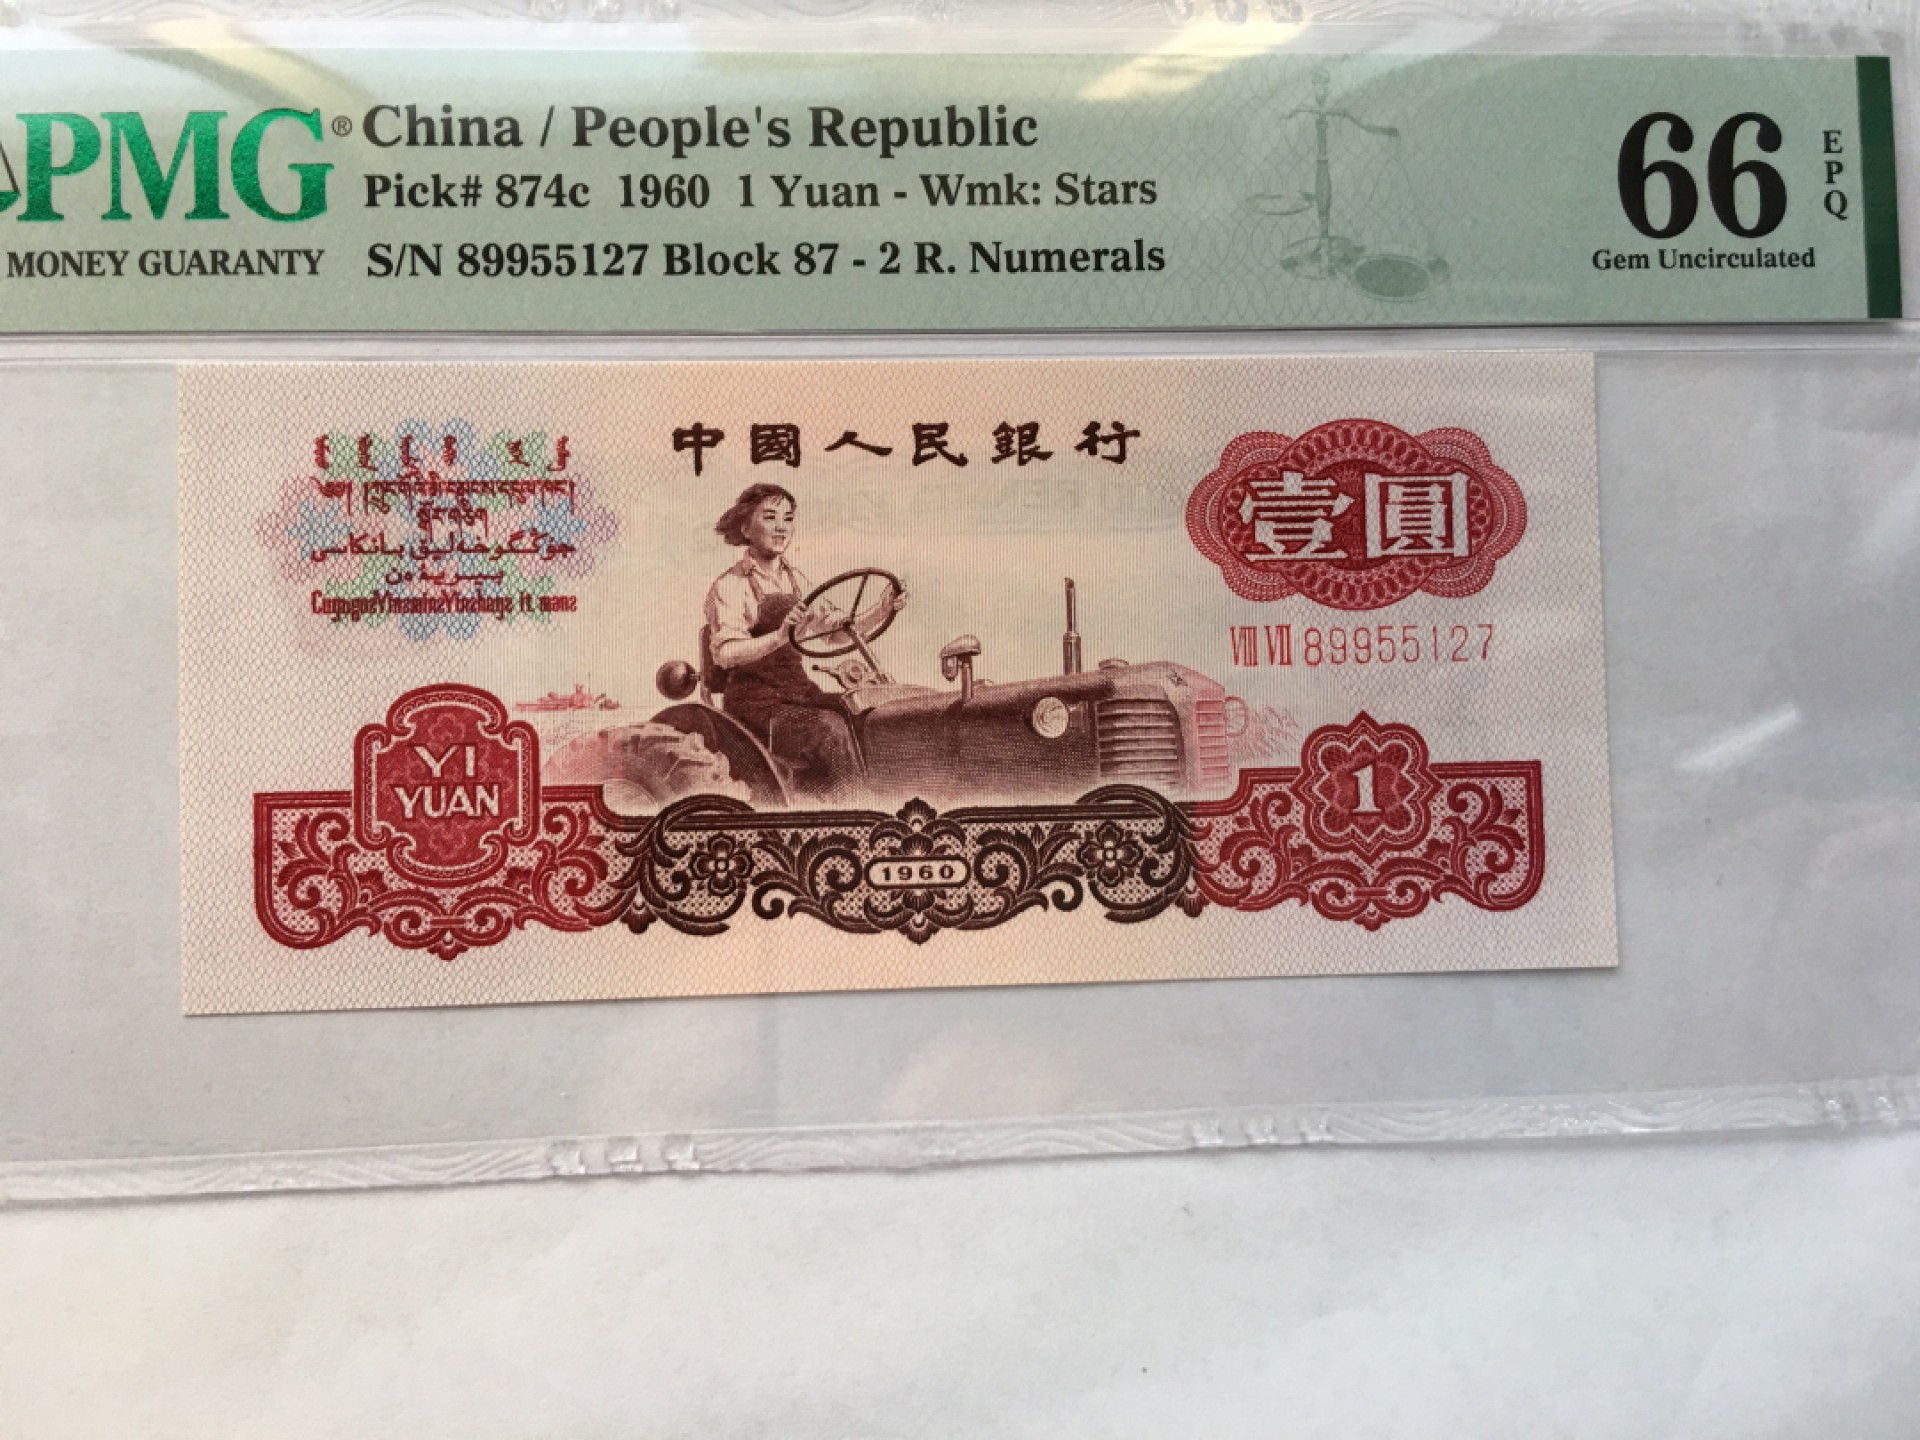 PMG®
MONEY GUARANTY
China / People's Republic
Pick# 874c 1960 1 Yuan - Wmk: Stars
S/N 89955127 Block 87 - 2 R. Numerals
66
EPQ
Gem Uncirculated
中國人民銀行
壹圓
VIII VII 89955127
YI
YUAN
1960
1